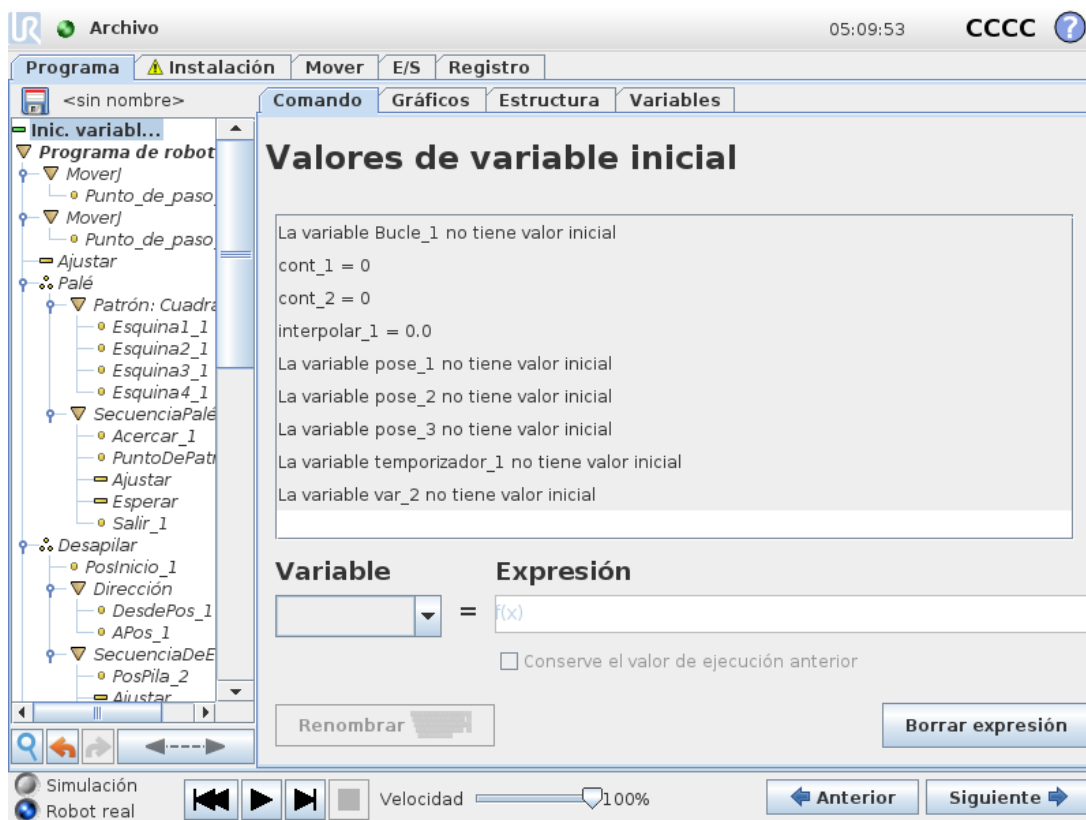 UR Archivo 05:09:53 CCCC ?
Programa Instalación Mover E/S Registro
<sin nombre> Comando Gráficos Estructura Variables
Inic. variabl...
Programa de robot
MoverJ
Punto_de_paso
MoverJ
Punto_de_paso
Ajustar
Palé
Patrón: Cuadra
Esquina1_1
Esquina2_1
Esquina3_1
Esquina4_1
SecuenciaPalé
Acercar_1
PuntoDePatr
Ajustar
Esperar
Salir_1
Desapilar
PosInicio_1
Dirección
DesdePos_1
APos_1
SecuenciaDeE
PosPila_2
Ajustar
Valores de variable inicial
La variable Bucle_1 no tiene valor inicial
cont_1 = 0
cont_2 = 0
interpolar_1 = 0.0
La variable pose_1 no tiene valor inicial
La variable pose_2 no tiene valor inicial
La variable pose_3 no tiene valor inicial
La variable temporizador_1 no tiene valor inicial
La variable var_2 no tiene valor inicial
Variable Expresión
= f(x)
Conserve el valor de ejecución anterior
Renombrar Borrar expresión
Simulación
Robot real
Velocidad 100% Anterior Siguiente